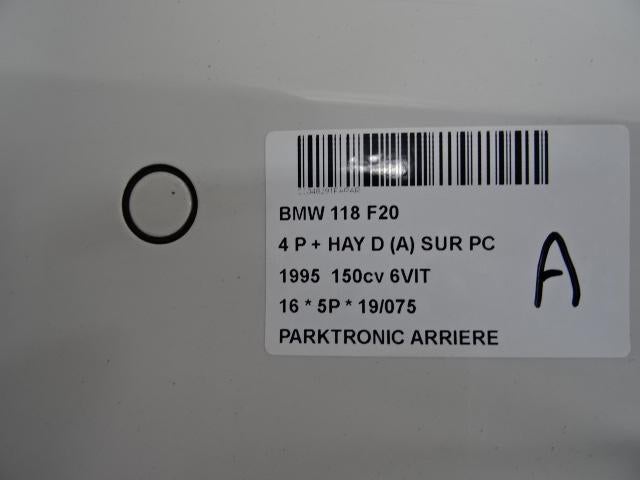 BMW 118 F20
4 P + HAY D (A) SUR PC
1995 150cv 6VIT
16 * 5P * 19/075
PARKTRONIC ARRIERE
A